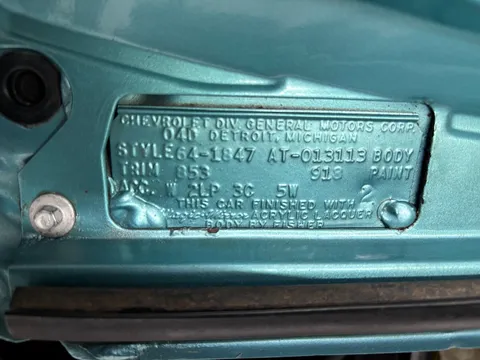 CHEVROLET DIV. GENERAL MOTORS CORP.
04D DETROIT, MICHIGAN
STYLE 64-1847 AT-013113 BODY
TRIM 853 918 PAINT
ACC. W 2LP 3C 5W 2
THIS CAR FINISHED WITH
ACRYLIC LACQUER
BODY BY FISHER